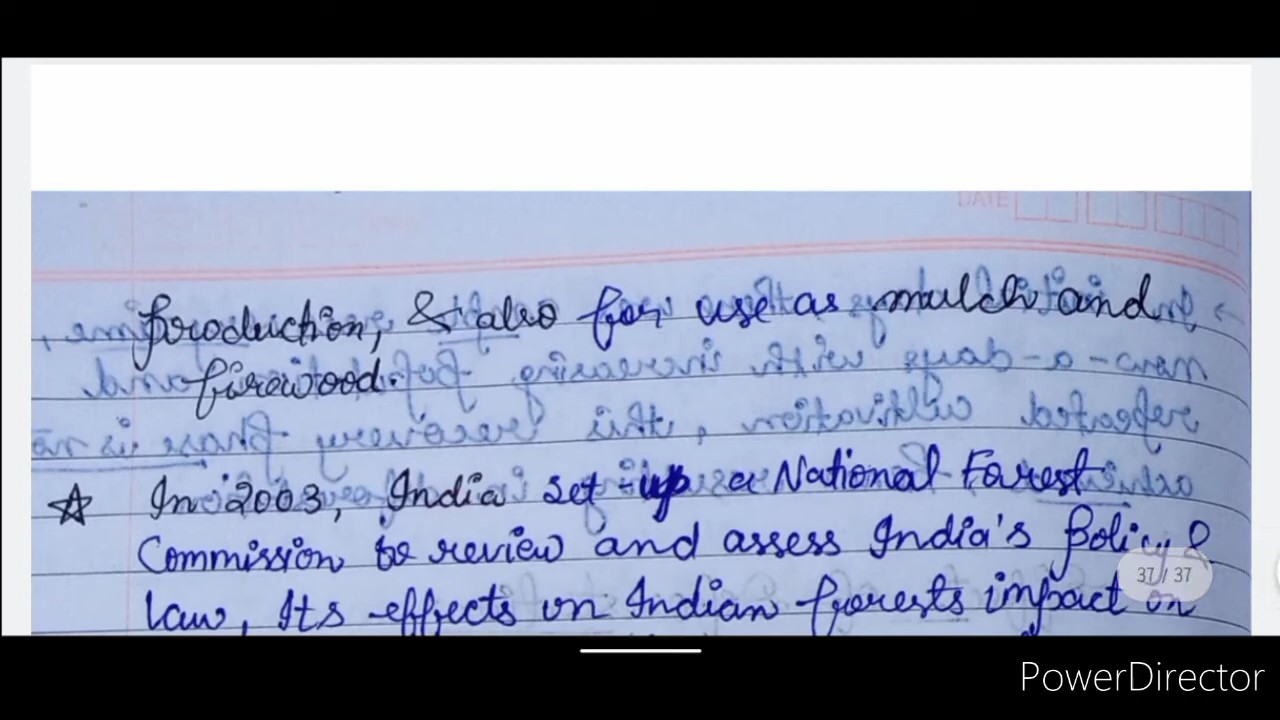 DATE
production, & also for use as mulch and
firewood.
☆ In 2003, India set-up a National Forest
Commission to review and assess India's Policy &
law, Its effects on Indian forests impact on
37 / 37
PowerDirector